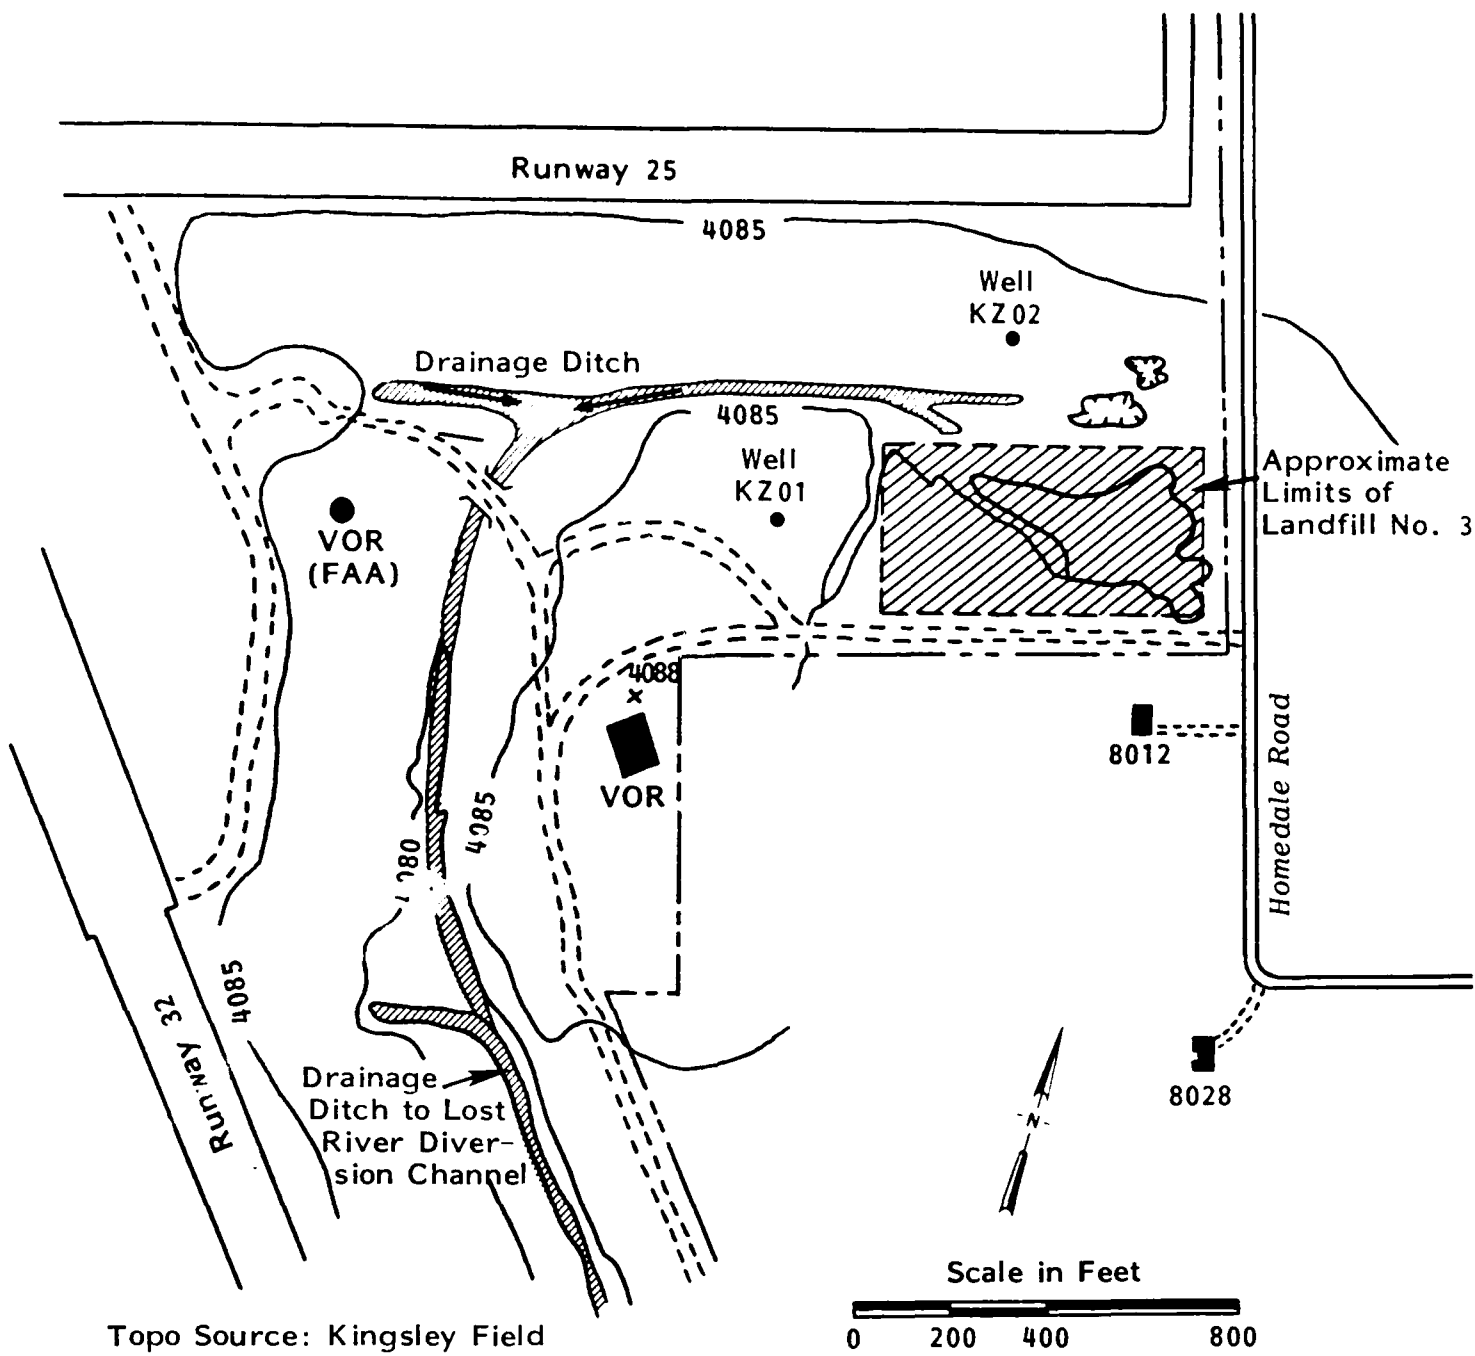 Runway 25
4085
Well
KZ02
Drainage Ditch
4085
Well
KZ01
Approximate
Limits of
Landfill No. 3
VOR
(FAA)
4088
x
8012
VOR
Homedale Road
4085
080
4085
Runway 32
8028
Drainage
Ditch to Lost
River Diver-
sion Channel
N
Scale in Feet
0 200 400 800
Topo Source: Kingsley Field